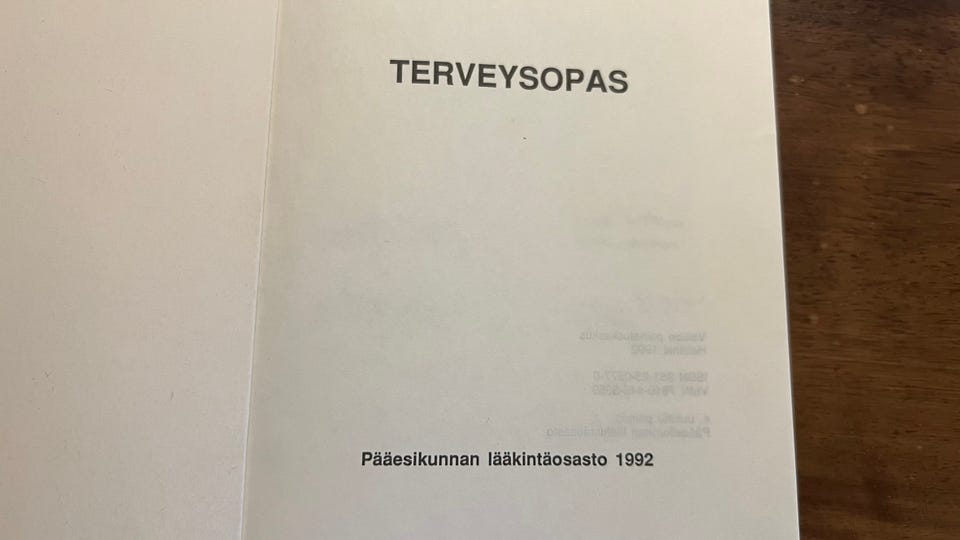 TERVEYSOPAS
Pääesikunnan lääkintäosasto 1992